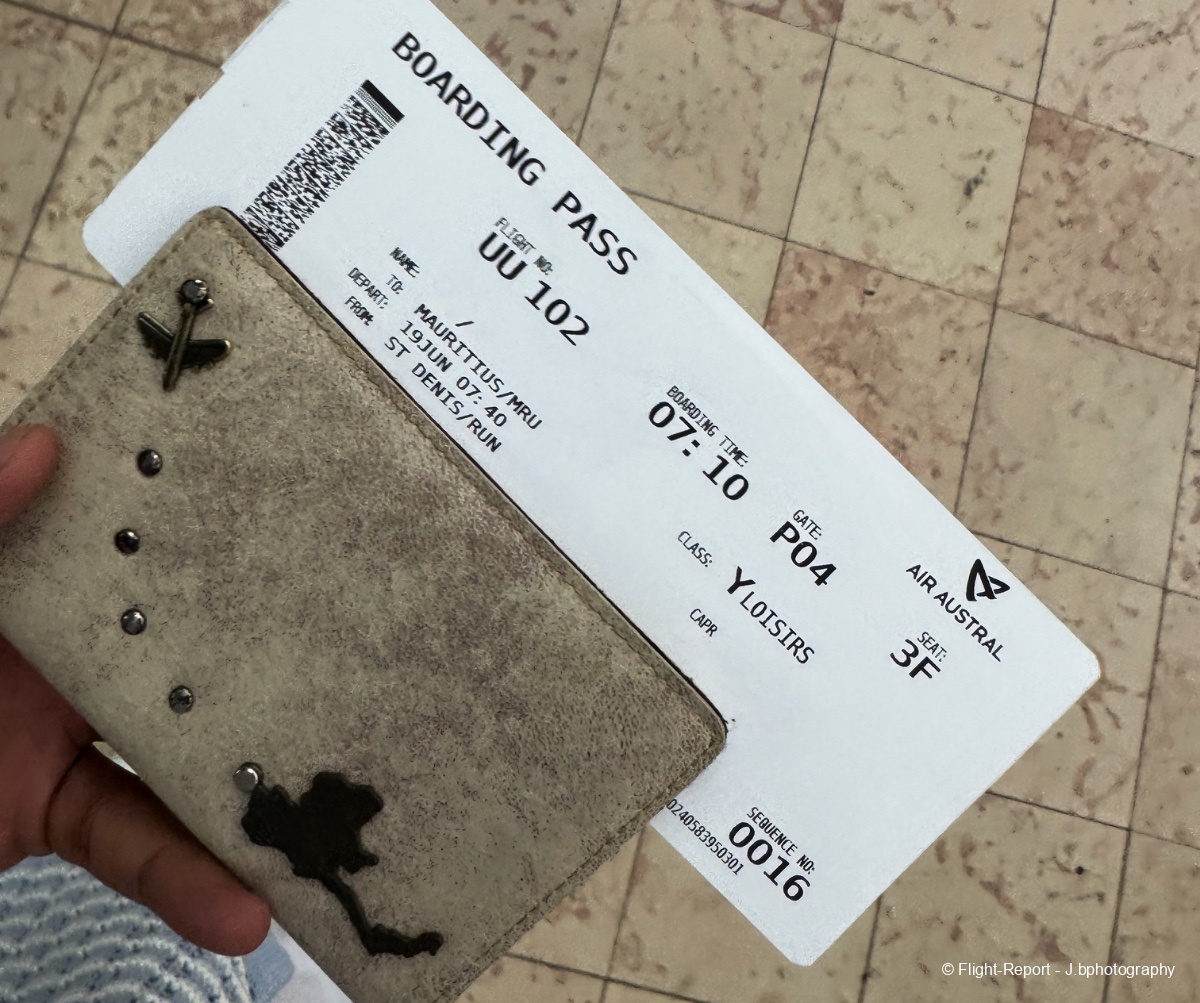 BOARDING PASS
FLIGHT NO:
UU 102
NAME: /
TO: MAURITIUS/MRU
DEPART: 19JUN 07:40
FROM ST DENIS/RUN
BOARDING TIME:
07:10
GATE:
P04
CLASS: Y LOISIRS
CAPR
AIR AUSTRAL
SEAT:
3F
SEQUENCE NO:
0016
0240583950301
© Flight-Report - J.bphotography